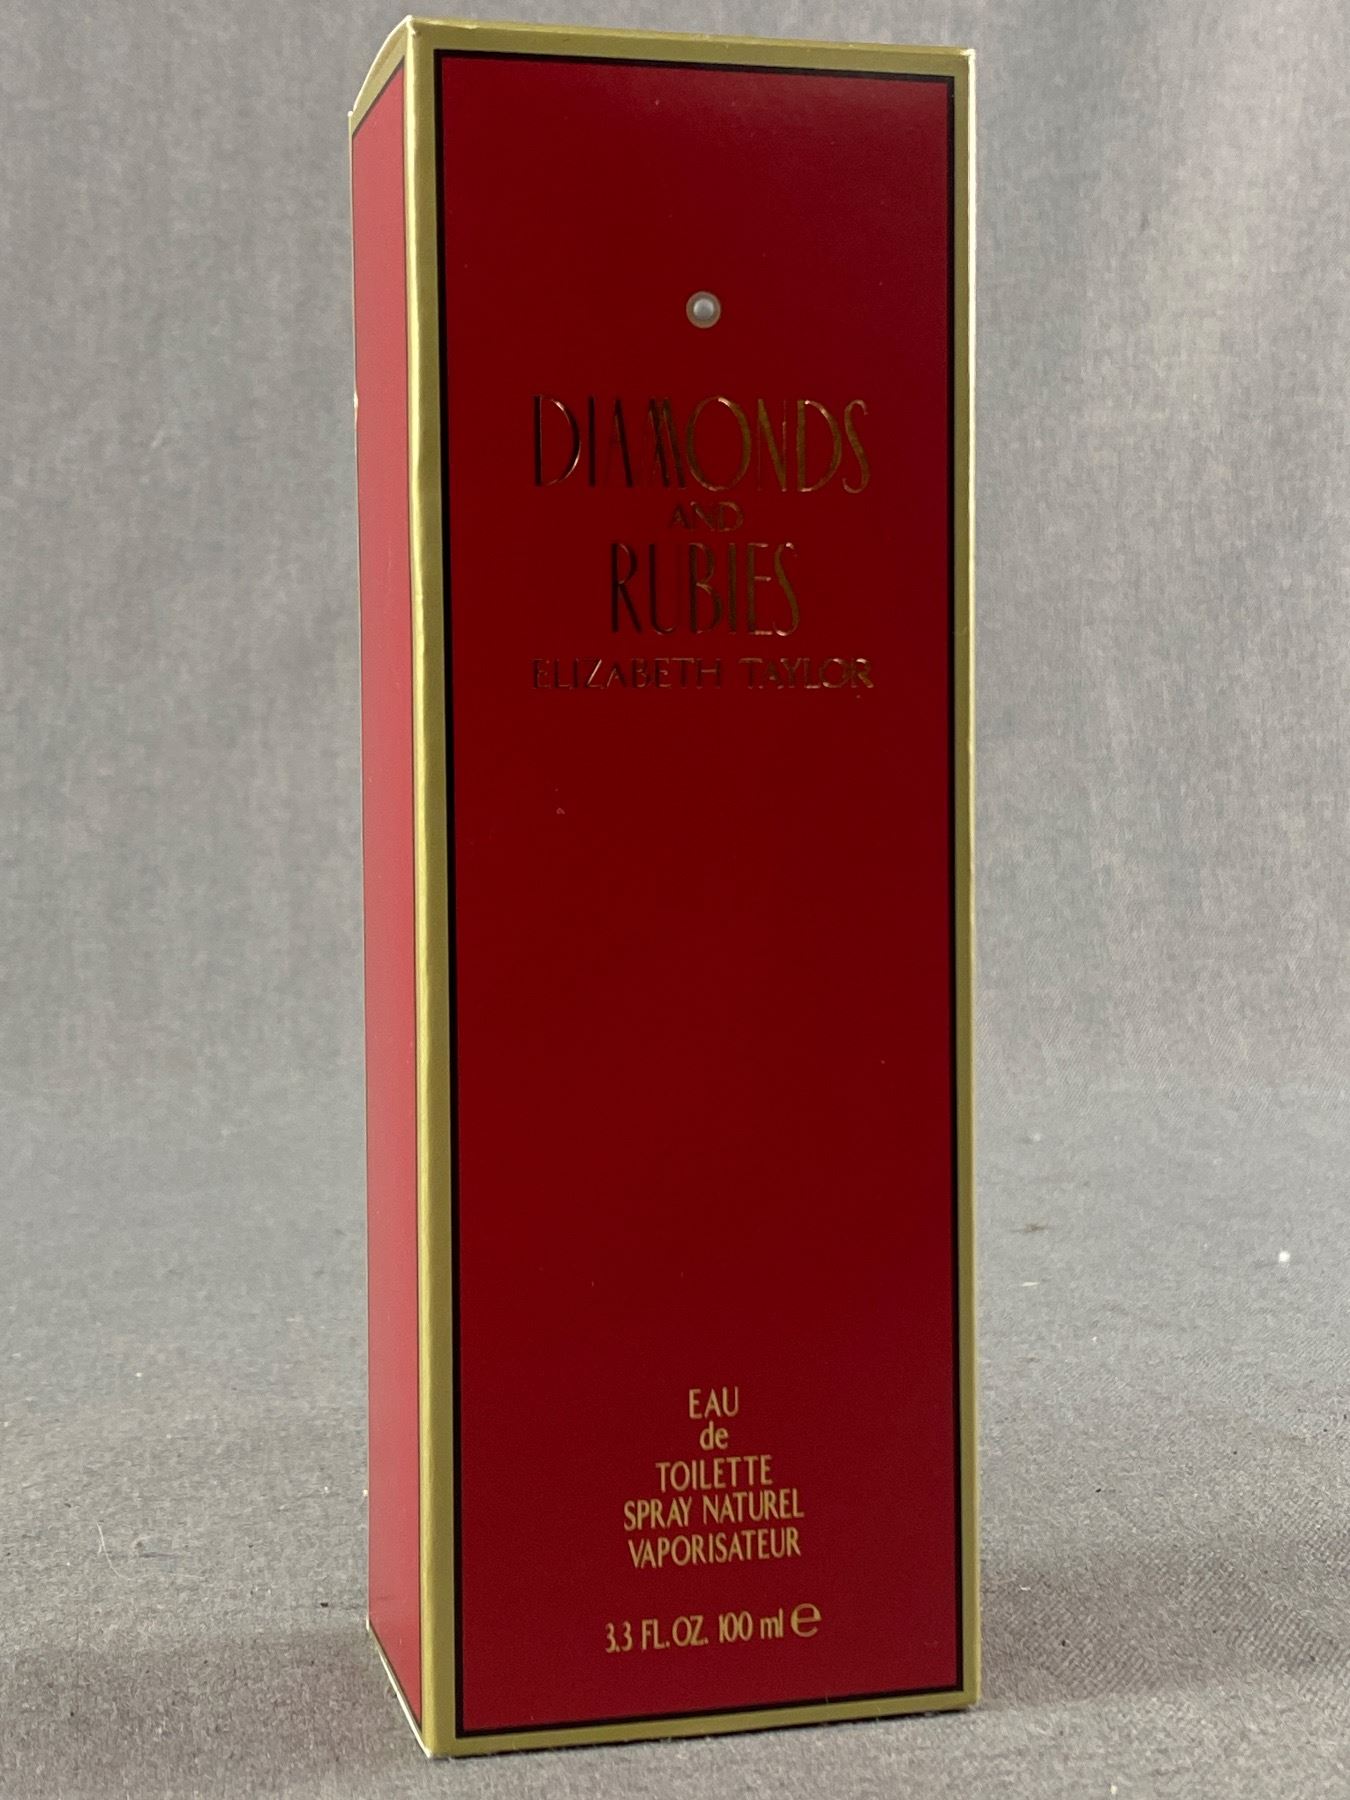 DIAMONDS
AND
RUBIES
ELIZABETH TAYLOR
EAU
de
TOILETTE
SPRAY NATUREL
VAPORISATEUR
3.3 FL.OZ. 100 ml ℮